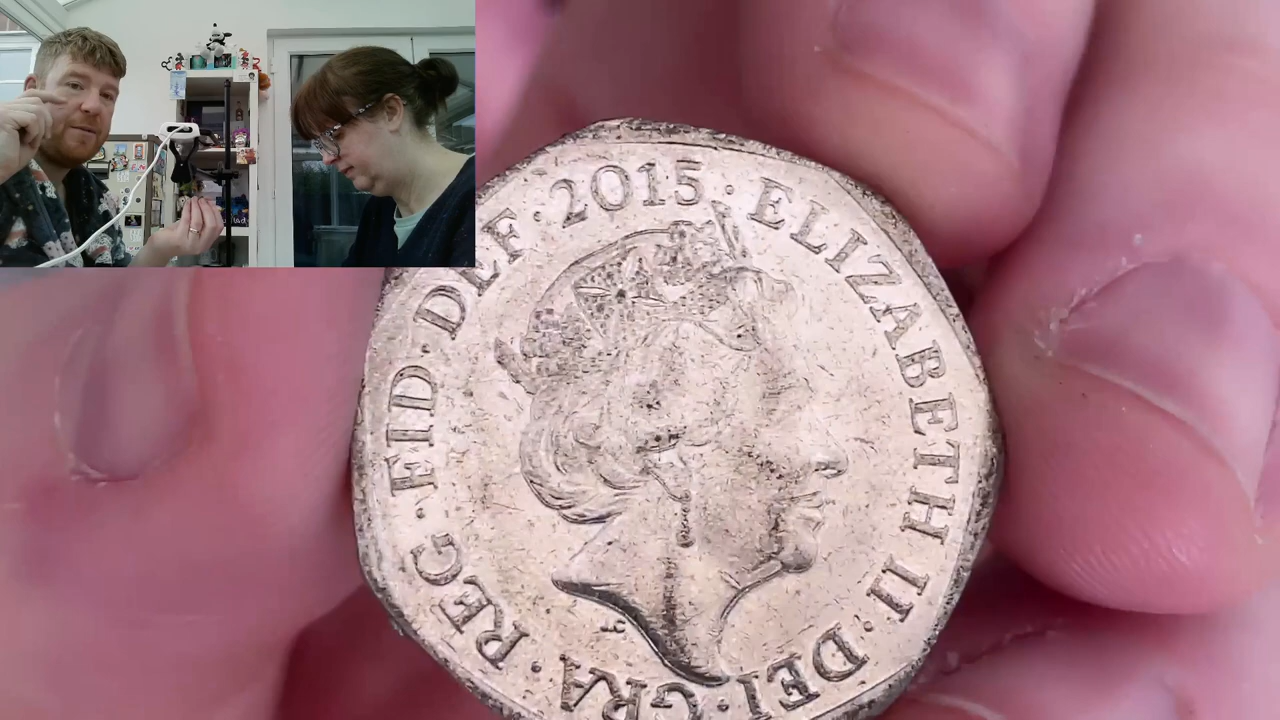 ELIZABETH II · DEI · GRA · REG · FID · DEF · 2015 ·